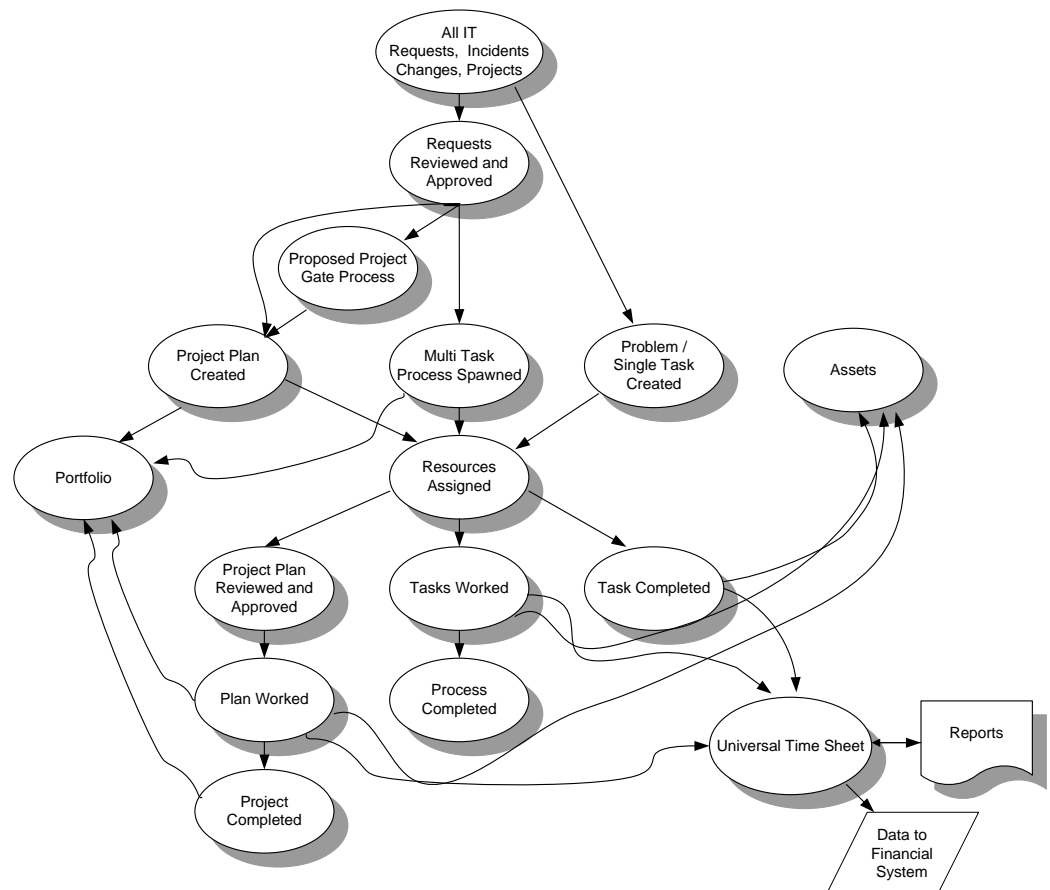 All IT
Requests, Incidents
Changes, Projects
Requests
Reviewed and
Approved
Proposed Project
Gate Process
Project Plan
Created
Multi Task
Process Spawned
Problem /
Single Task
Created
Assets
Portfolio
Resources
Assigned
Project Plan
Reviewed and
Approved
Tasks Worked
Task Completed
Plan Worked
Process
Completed
Universal Time Sheet
Reports
Project
Completed
Data to
Financial
System